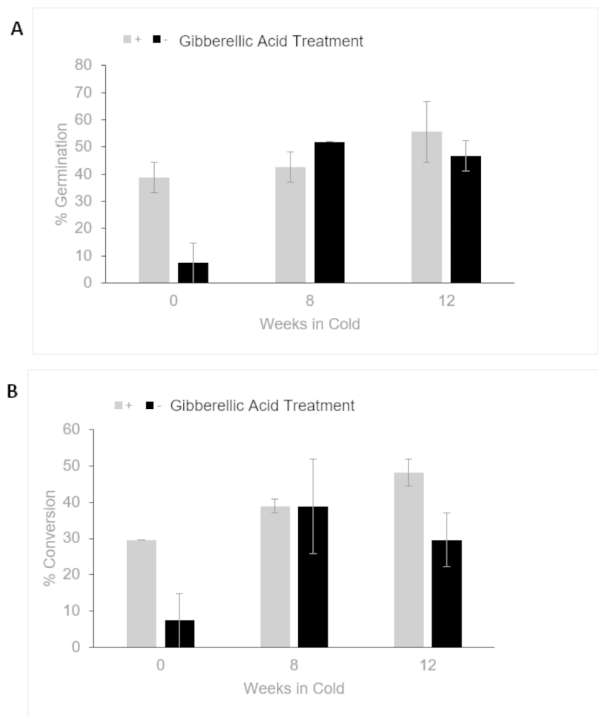 A
+ - Gibberellic Acid Treatment
80
70
60
50
40
30
20
10
0
% Germination
0 8 12
Weeks in Cold
B
+ - Gibberellic Acid Treatment
60
50
40
30
20
10
0
% Conversion
0 8 12
Weeks in Cold